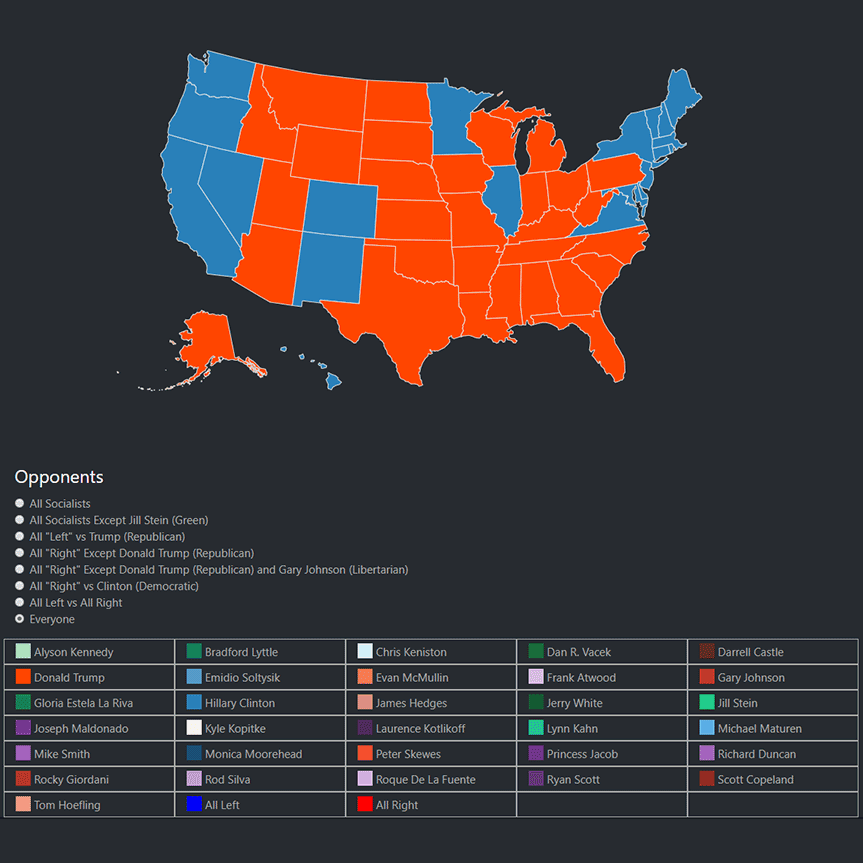 Opponents
All Socialists
All Socialists Except Jill Stein (Green)
All "Left" vs Trump (Republican)
All "Right" Except Donald Trump (Republican)
All "Right" Except Donald Trump (Republican) and Gary Johnson (Libertarian)
All "Right" vs Clinton (Democratic)
All Left vs All Right
Everyone
Alyson Kennedy Bradford Lyttle Chris Keniston Dan R. Vacek Darrell Castle
Donald Trump Emidio Soltysik Evan McMullin Frank Atwood Gary Johnson
Gloria Estela La Riva Hillary Clinton James Hedges Jerry White Jill Stein
Joseph Maldonado Kyle Kopitke Laurence Kotlikoff Lynn Kahn Michael Maturen
Mike Smith Monica Moorehead Peter Skewes Princess Jacob Richard Duncan
Rocky Giordani Rod Silva Roque De La Fuente Ryan Scott Scott Copeland
Tom Hoefling All Left All Right